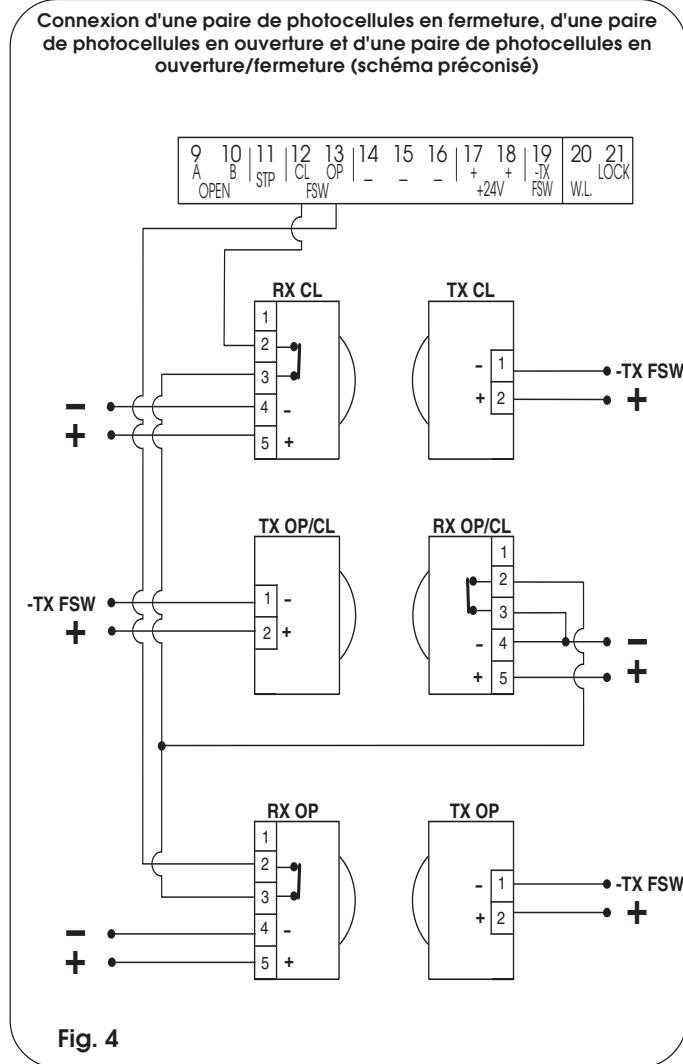 Connexion d'une paire de photocellules en fermeture, d'une paire
de photocellules en ouverture et d'une paire de photocellules en
ouverture/fermeture (schéma préconisé)
9 10 11 12 13 14 15 16 17 18 19 20 21
A B STP CL OP _ _ _ + + -TX W.L. LOCK
OPEN FSW +24V FSW
RX CL TX CL
1
2
3
4 -
5 +
-
+
- 1
+ 2
-TX FSW
+
TX OP/CL RX OP/CL
-TX FSW
+
1 -
2 +
1
2
3
- 4
+ 5
-
+
RX OP TX OP
1
2
3
4 -
5 +
-
+
- 1
+ 2
-TX FSW
+
Fig. 4